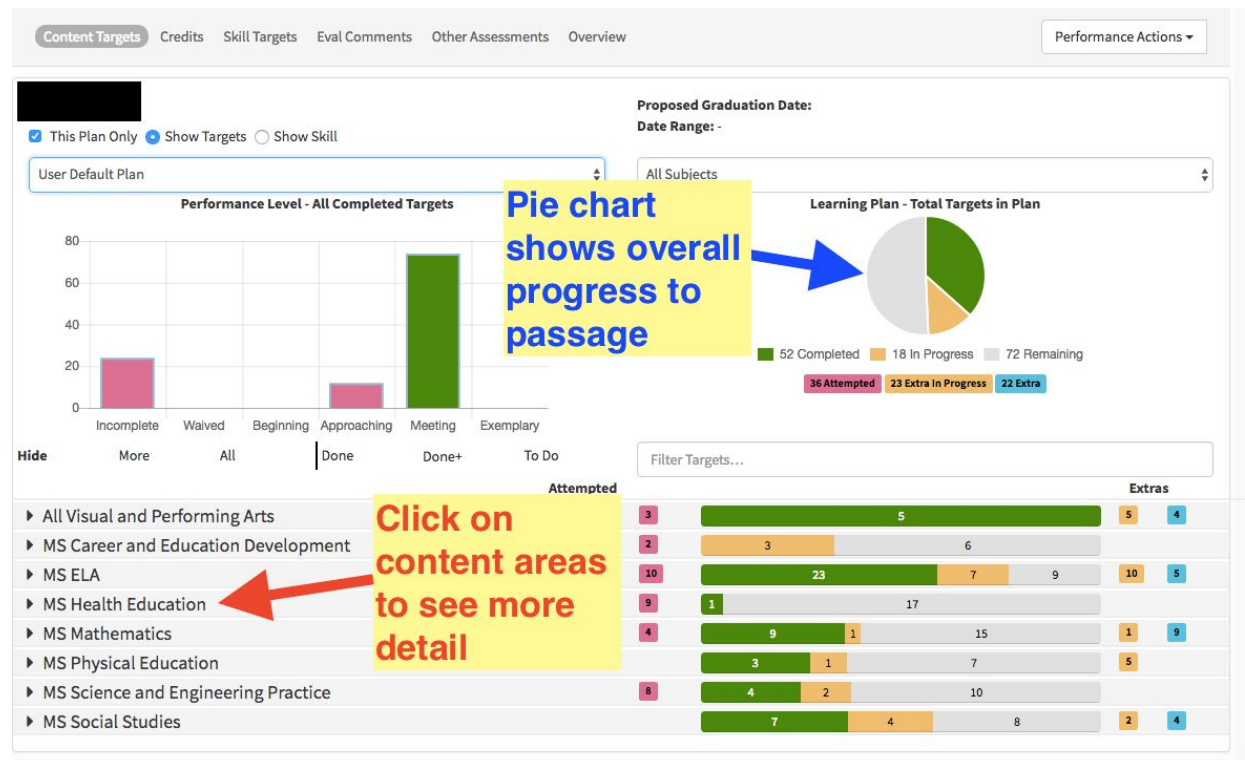 Content Targets Credits Skill Targets Eval Comments Other Assessments Overview Performance Actions
Proposed Graduation Date:
Date Range: -
This Plan Only Show Targets Show Skill
User Default Plan
All Subjects
Performance Level - All Completed Targets
80
60
40
20
0
Incomplete Waived Beginning Approaching Meeting Exemplary
Pie chart
shows overall
progress to
passage
Learning Plan - Total Targets in Plan
52 Completed 18 In Progress 72 Remaining
36 Attempted 23 Extra In Progress 22 Extra
Hide More All Done Done+ To Do
Filter Targets...
Attempted Extras
Click on
content areas
to see more
detail
All Visual and Performing Arts 3 5 5 4
MS Career and Education Development 2 3 6
MS ELA 10 23 7 9 10 5
MS Health Education 9 1 17
MS Mathematics 4 9 1 15 1 9
MS Physical Education 3 1 7 5
MS Science and Engineering Practice 8 4 2 10
MS Social Studies 7 4 8 2 4